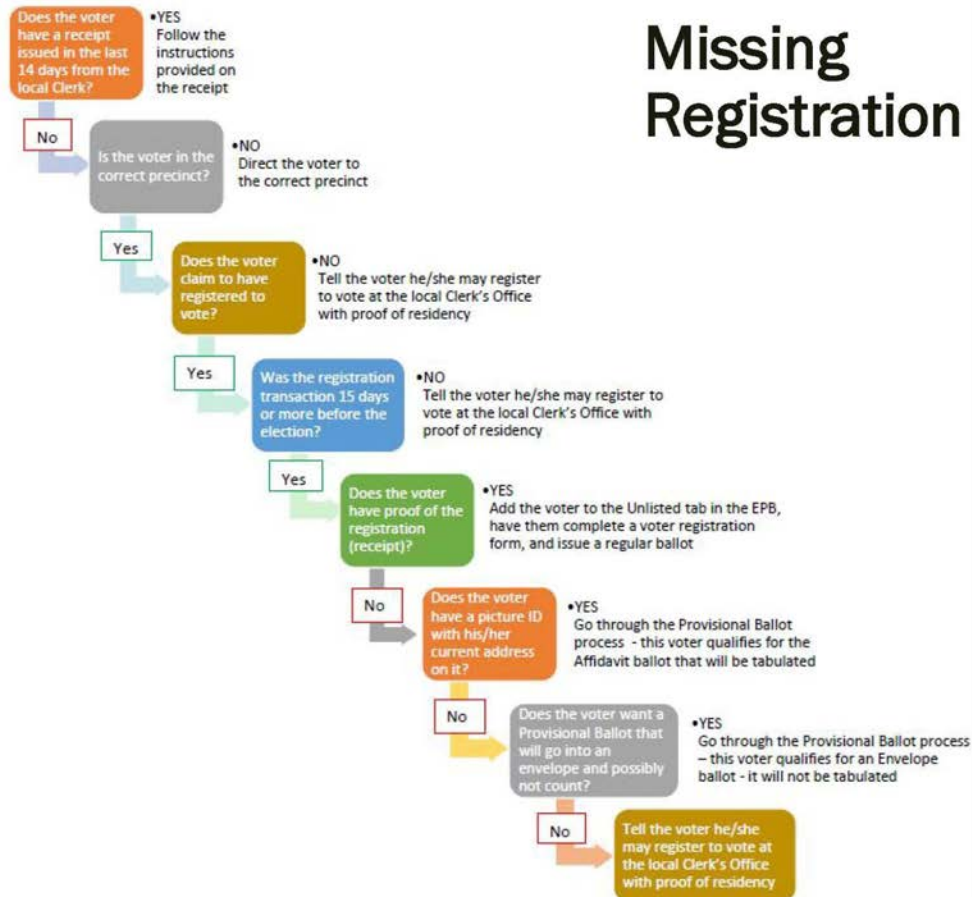 Missing
Registration
Does the voter
have a receipt
issued in the last
14 days from the
local Clerk?
•YES
Follow the
instructions
provided on
the receipt
No
Is the voter in the
correct precinct?
•NO
Direct the voter to
the correct precinct
Yes
Does the voter
claim to have
registered to
vote?
•NO
Tell the voter he/she may register
to vote at the local Clerk's Office
with proof of residency
Yes
Was the registration
transaction 15 days
or more before the
election?
•NO
Tell the voter he/she may register to
vote at the local Clerk's Office with
proof of residency
Yes
Does the voter
have proof of the
registration
(receipt)?
•YES
Add the voter to the Unlisted tab in the EPB,
have them complete a voter registration
form, and issue a regular ballot
No
Does the voter
have a picture ID
with his/her
current address
on it?
•YES
Go through the Provisional Ballot
process - this voter qualifies for the
Affidavit ballot that will be tabulated
No
Does the voter want a
Provisional Ballot that
will go into an
envelope and possibly
not count?
•YES
Go through the Provisional Ballot process
– this voter qualifies for an Envelope
ballot - it will not be tabulated
No
Tell the voter he/she
may register to vote at
the local Clerk's Office
with proof of residency